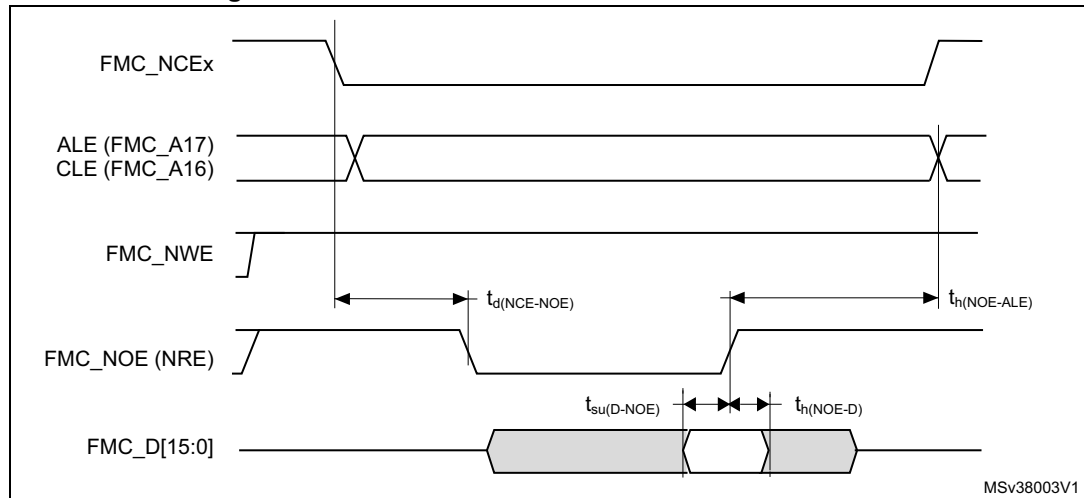 FMC_NCEx
ALE (FMC_A17)
CLE (FMC_A16)
FMC_NWE
td(NCE-NOE)
th(NOE-ALE)
FMC_NOE (NRE)
tsu(D-NOE)
th(NOE-D)
FMC_D[15:0]
MSv38003V1